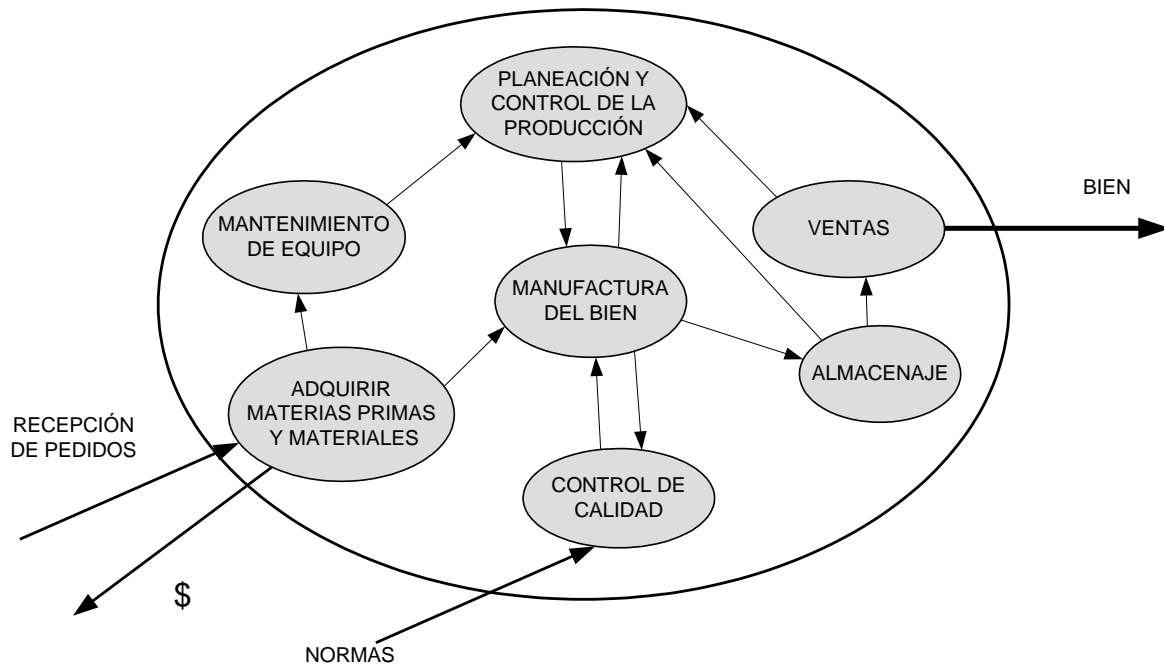 PLANEACIÓN Y
CONTROL DE LA
PRODUCCIÓN
BIEN
MANTENIMIENTO
DE EQUIPO
VENTAS
MANUFACTURA
DEL BIEN
ALMACENAJE
ADQUIRIR
MATERIAS PRIMAS
Y MATERIALES
RECEPCIÓN
DE PEDIDOS
CONTROL DE
CALIDAD
$
NORMAS